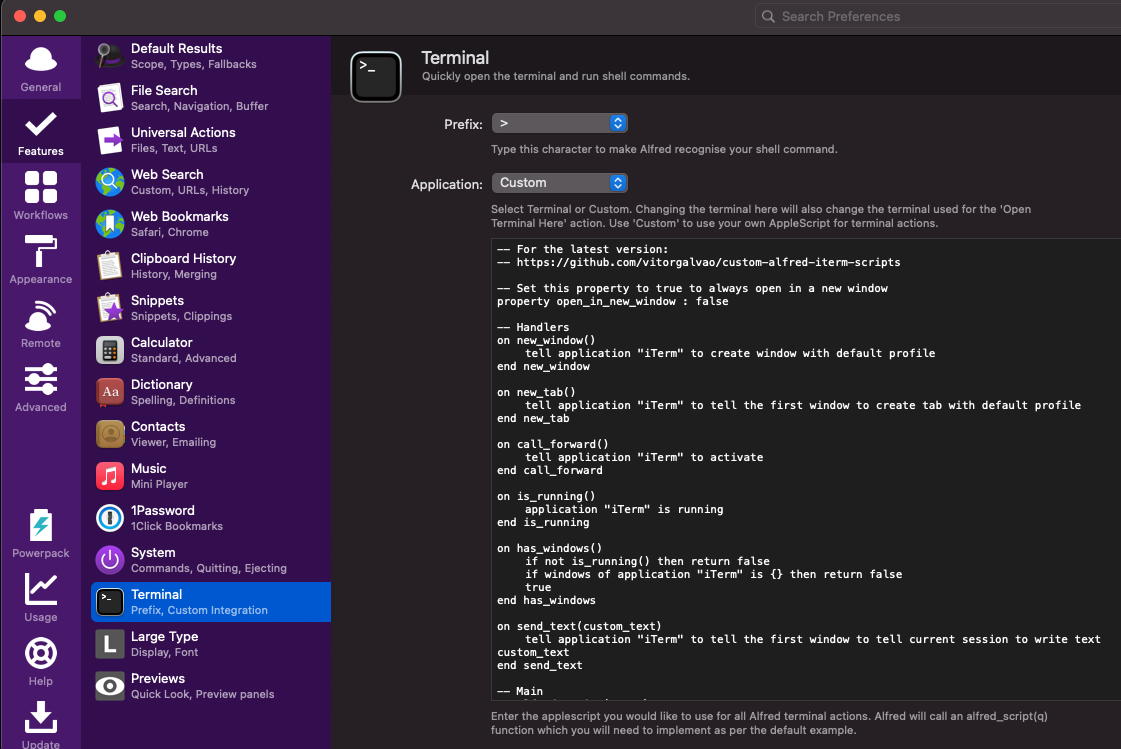 Search Preferences
General
Features
Workflows
Appearance
Remote
Advanced
Powerpack
Usage
Help
Update
Default Results
Scope, Types, Fallbacks
File Search
Search, Navigation, Buffer
Universal Actions
Files, Text, URLs
Web Search
Custom, URLs, History
Web Bookmarks
Safari, Chrome
Clipboard History
History, Merging
Snippets
Snippets, Clippings
Calculator
Standard, Advanced
Aa
Dictionary
Spelling, Definitions
Contacts
Viewer, Emailing
Music
Mini Player
1Password
1Click Bookmarks
System
Commands, Quitting, Ejecting
>_
Terminal
Prefix, Custom Integration
L
Large Type
Display, Font
Previews
Quick Look, Preview panels
>_
Terminal
Quickly open the terminal and run shell commands.
Prefix: >
Type this character to make Alfred recognise your shell command.
Application: Custom
Select Terminal or Custom. Changing the terminal here will also change the terminal used for the 'Open
Terminal Here' action. Use 'Custom' to use your own AppleScript for terminal actions.
-- For the latest version:
-- https://github.com/vitorgalvao/custom-alfred-iterm-scripts
-- Set this property to true to always open in a new window
property open_in_new_window : false
-- Handlers
on new_window()
    tell application "iTerm" to create window with default profile
end new_window
on new_tab()
    tell application "iTerm" to tell the first window to create tab with default profile
end new_tab
on call_forward()
    tell application "iTerm" to activate
end call_forward
on is_running()
    application "iTerm" is running
end is_running
on has_windows()
    if not is_running() then return false
    if windows of application "iTerm" is {} then return false
    true
end has_windows
on send_text(custom_text)
    tell application "iTerm" to tell the first window to tell current session to write text
custom_text
end send_text
-- Main
Enter the applescript you would like to use for all Alfred terminal actions. Alfred will call an alfred_script(q)
function which you will need to implement as per the default example.